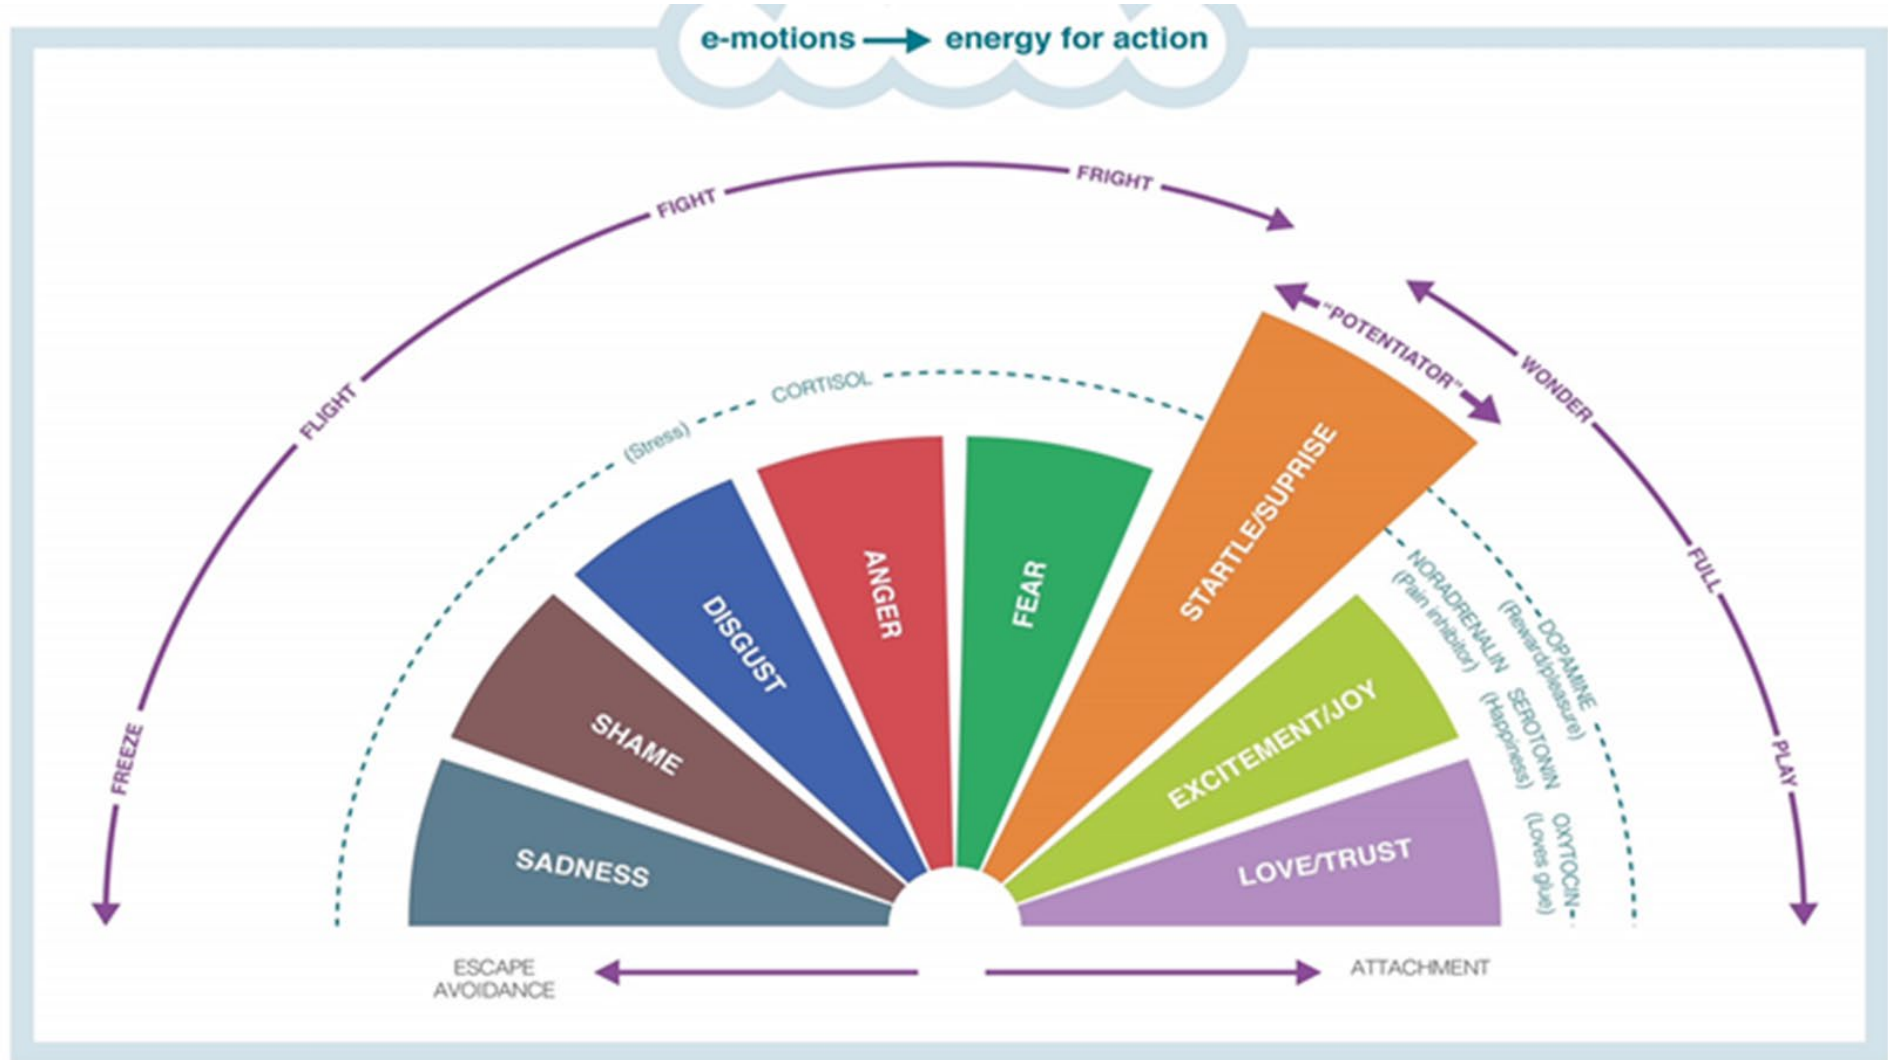 e-motions → energy for action
FREEZE
FLIGHT
FIGHT
FRIGHT
"POTENTIATOR"
WONDER
FULL
PLAY
(Stress)
CORTISOL
NORADRENALIN
(Pain inhibitor)
DOPAMINE
(Reward/pleasure)
SEROTONIN
(Happiness)
OXYTOCIN
(Loves glue)
SADNESS
SHAME
DISGUST
ANGER
FEAR
STARTLE/SUPRISE
EXCITEMENT/JOY
LOVE/TRUST
ESCAPE
AVOIDANCE
ATTACHMENT